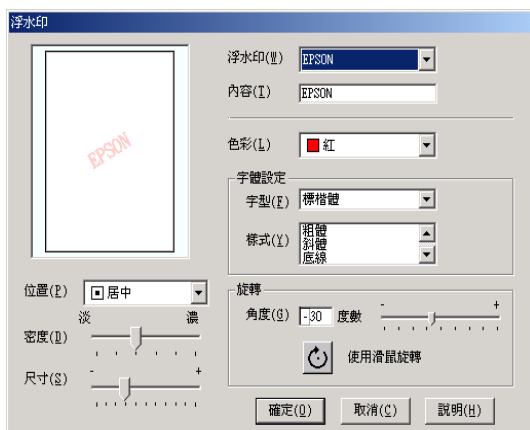 浮水印
浮水印(W) EPSON
內容(T) EPSON
EPSON
色彩(L) 紅
字體設定
字型(F) 標楷體
樣式(Y) 粗體
斜體
底線
位置(P) 居中
淡 濃
密度(D)
尺寸(S) - +
旋轉
角度(G) -30 度數 - +
使用滑鼠旋轉
確定(O) 取消(C) 說明(H)